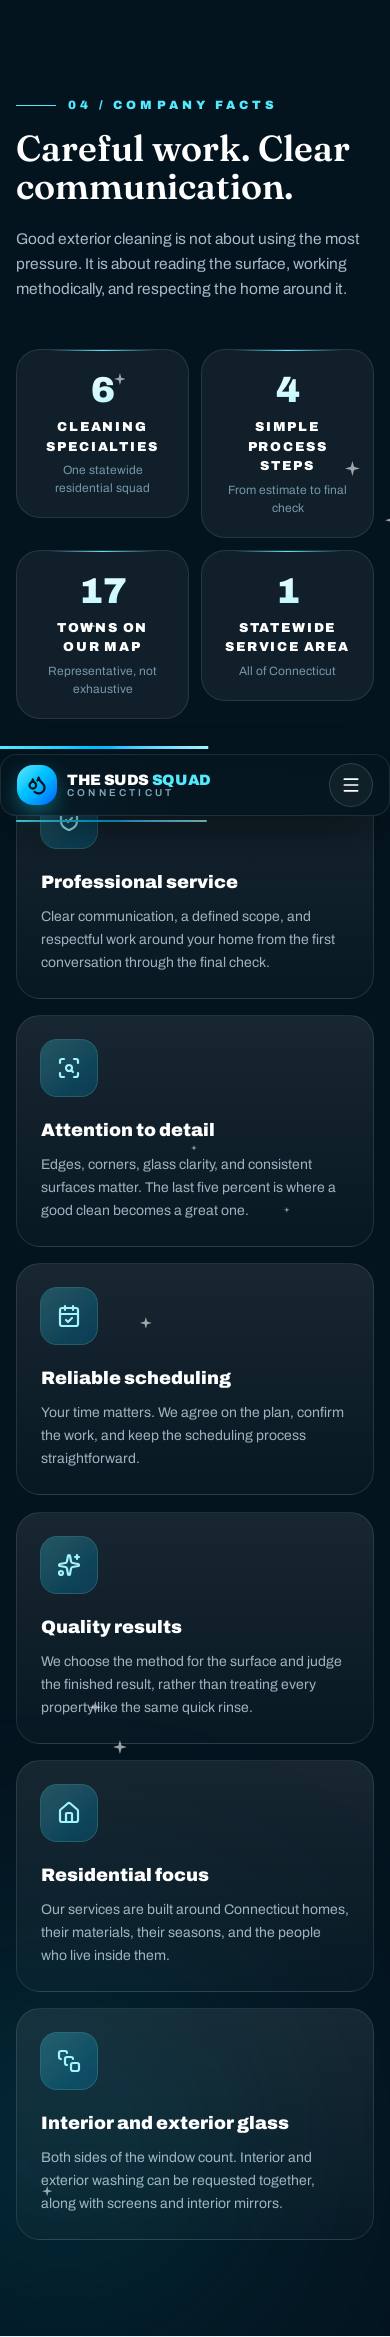 04 / COMPANY FACTS
Careful work. Clear
communication.
Good exterior cleaning is not about using the most
pressure. It is about reading the surface, working
methodically, and respecting the home around it.
6
CLEANING
SPECIALTIES
One statewide
residential squad
4
SIMPLE
PROCESS
STEPS
From estimate to final
check
17
TOWNS ON
OUR MAP
Representative, not
exhaustive
1
STATEWIDE
SERVICE AREA
All of Connecticut
THE SUDS SQUAD
CONNECTICUT
Professional service
Clear communication, a defined scope, and
respectful work around your home from the first
conversation through the final check.
Attention to detail
Edges, corners, glass clarity, and consistent
surfaces matter. The last five percent is where a
good clean becomes a great one.
Reliable scheduling
Your time matters. We agree on the plan, confirm
the work, and keep the scheduling process
straightforward.
Quality results
We choose the method for the surface and judge
the finished result, rather than treating every
property like the same quick rinse.
Residential focus
Our services are built around Connecticut homes,
their materials, their seasons, and the people
who live inside them.
Interior and exterior glass
Both sides of the window count. Interior and
exterior washing can be requested together,
along with screens and interior mirrors.